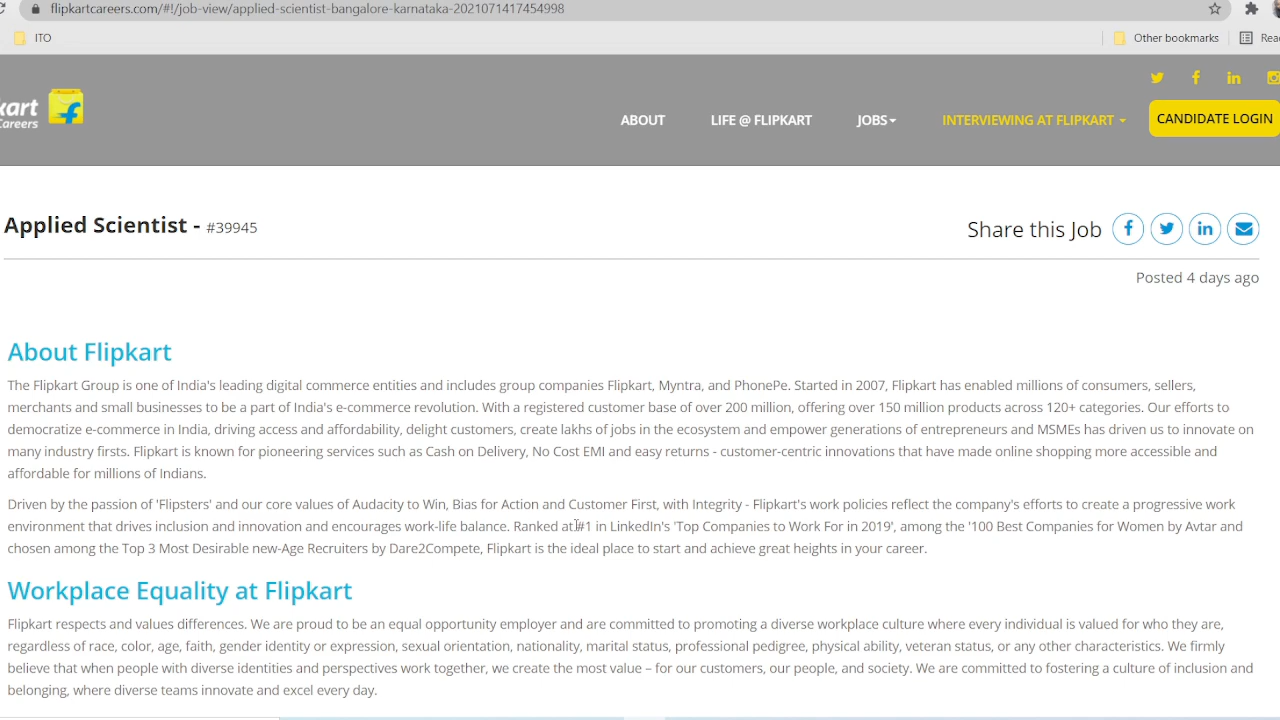 flipkartcareers.com/#!/job-view/applied-scientist-bangalore-karnataka-2021071417454998
ITO
Other bookmarks
kart
Careers
ABOUT
LIFE @ FLIPKART
JOBS
INTERVIEWING AT FLIPKART
CANDIDATE LOGIN
Applied Scientist - #39945
Share this Job
Posted 4 days ago
About Flipkart
The Flipkart Group is one of India's leading digital commerce entities and includes group companies Flipkart, Myntra, and PhonePe. Started in 2007, Flipkart has enabled millions of consumers, sellers,
merchants and small businesses to be a part of India's e-commerce revolution. With a registered customer base of over 200 million, offering over 150 million products across 120+ categories. Our efforts to
democratize e-commerce in India, driving access and affordability, delight customers, create lakhs of jobs in the ecosystem and empower generations of entrepreneurs and MSMEs has driven us to innovate on
many industry firsts. Flipkart is known for pioneering services such as Cash on Delivery, No Cost EMI and easy returns - customer-centric innovations that have made online shopping more accessible and
affordable for millions of Indians.
Driven by the passion of 'Flipsters' and our core values of Audacity to Win, Bias for Action and Customer First, with Integrity - Flipkart's work policies reflect the company's efforts to create a progressive work
environment that drives inclusion and innovation and encourages work-life balance. Ranked at #1 in LinkedIn's 'Top Companies to Work For in 2019', among the '100 Best Companies for Women by Avtar and
chosen among the Top 3 Most Desirable new-Age Recruiters by Dare2Compete, Flipkart is the ideal place to start and achieve great heights in your career.
Workplace Equality at Flipkart
Flipkart respects and values differences. We are proud to be an equal opportunity employer and are committed to promoting a diverse workplace culture where every individual is valued for who they are,
regardless of race, color, age, faith, gender identity or expression, sexual orientation, nationality, marital status, professional pedigree, physical ability, veteran status, or any other characteristics. We firmly
believe that when people with diverse identities and perspectives work together, we create the most value – for our customers, our people, and society. We are committed to fostering a culture of inclusion and
belonging, where diverse teams innovate and excel every day.